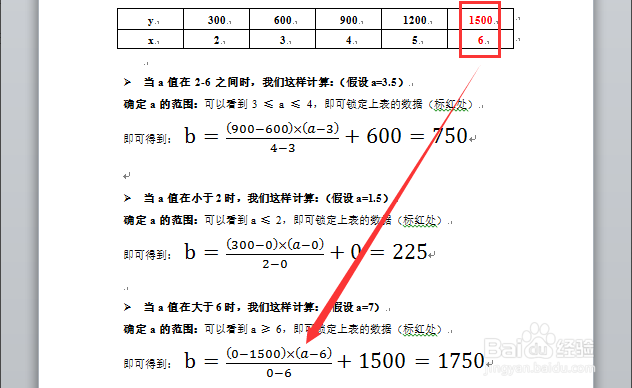 y 300 600 900 1200 1500
x 2 3 4 5 6
➢ 当 a 值在 2-6 之间时，我们这样计算：（假设 a=3.5）
确定 a 的范围：可以看到 3 ≤ a ≤ 4，即可锁定上表的数据（标红处）
即可得到： b = (900−600)×(a−3) / 4−3 + 600 = 750
➢ 当 a 值在小于 2 时，我们这样计算：（假设 a=1.5）
确定 a 的范围：可以看到 a ≤ 2，即可锁定上表的数据（标红处）
即可得到： b = (300−0)×(a−0) / 2−0 + 0 = 225
➢ 当 a 值在大于 6 时，我们这样计算：（假设 a=7）
确定 a 的范围：可以看到 a ≥ 6，即可锁定上表的数据（标红处）
即可得到： b = (0−1500)×(a−6) / 0−6 + 1500 = 1750
Baidu 经验
jingyan.baidu.com